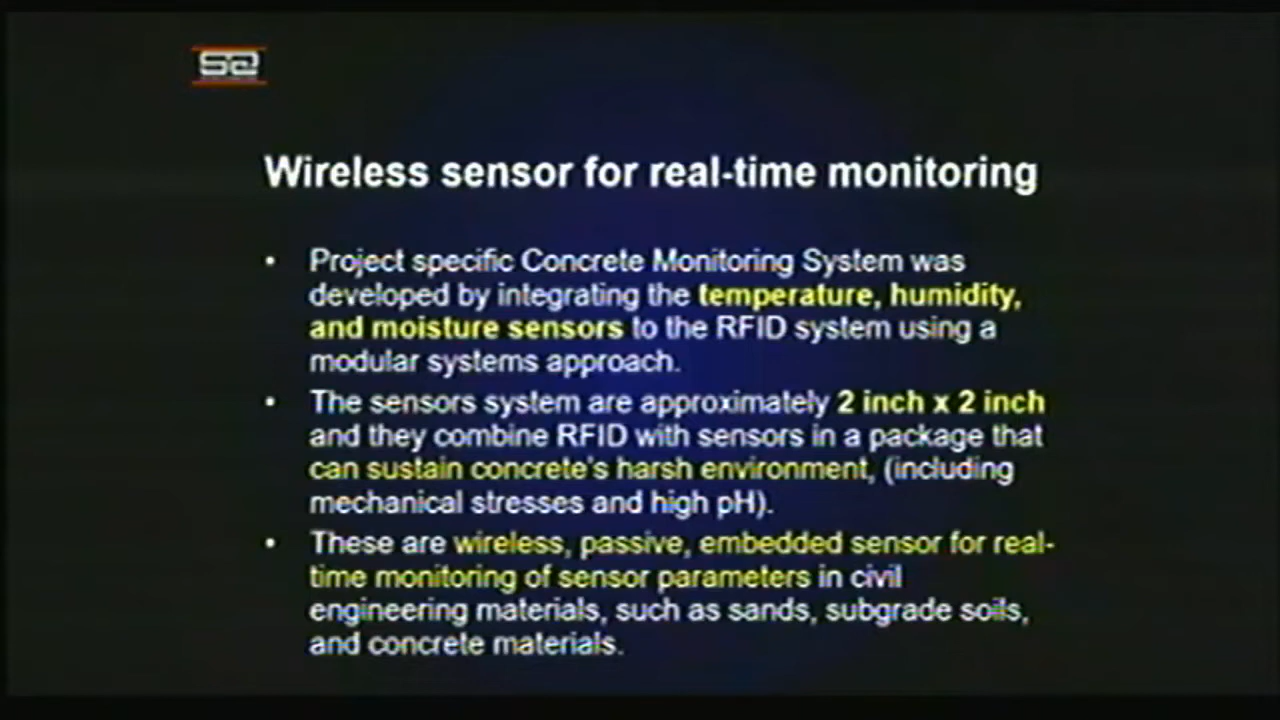 Wireless sensor for real-time monitoring
• Project specific Concrete Monitoring System was
developed by integrating the temperature, humidity,
and moisture sensors to the RFID system using a
modular systems approach.
• The sensors system are approximately 2 inch x 2 inch
and they combine RFID with sensors in a package that
can sustain concrete's harsh environment, (including
mechanical stresses and high pH).
• These are wireless, passive, embedded sensor for real-
time monitoring of sensor parameters in civil
engineering materials, such as sands, subgrade soils,
and concrete materials.